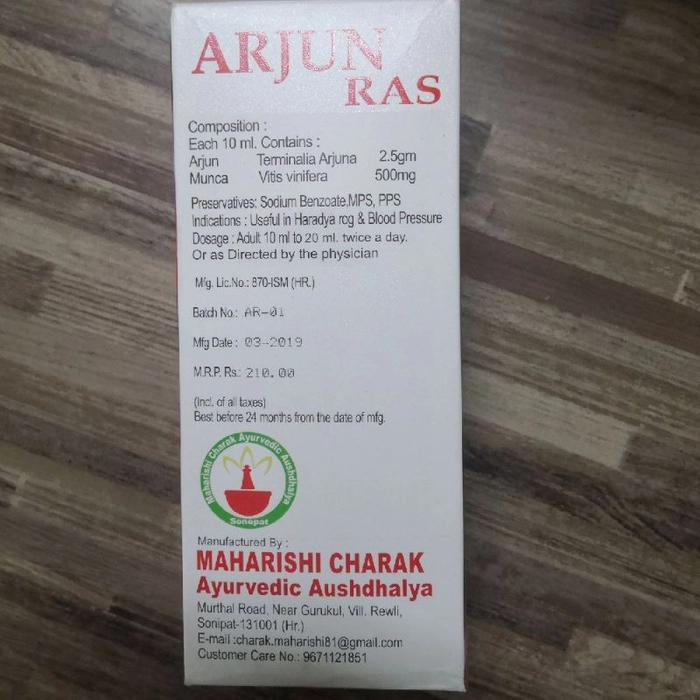 ARJUN
RAS
Composition :
Each 10 ml. Contains :
Arjun Terminalia Arjuna 2.5gm
Munca Vitis vinifera 500mg
Preservatives: Sodium Benzoate,MPS, PPS
Indications : Useful in Haradya rog & Blood Pressure
Dosage : Adult 10 ml to 20 ml. twice a day.
Or as Directed by the physician
Mfg. Lic.No.: 870-ISM (HR.)
Batch No.: AR-01
Mfg Date : 03-2019
M.R.P. Rs.: 210.00
(Incl. of all taxes)
Best before 24 months from the date of mfg.
Maharishi Charak Ayurvedic Aushdhalya
Sonepat
Manufactured By :
MAHARISHI CHARAK
Ayurvedic Aushdhalya
Murthal Road, Near Gurukul, Vill. Rewli,
Sonipat-131001 (Hr.)
E-mail :charak.maharishi81@gmail.com
Customer Care No.: 9671121851